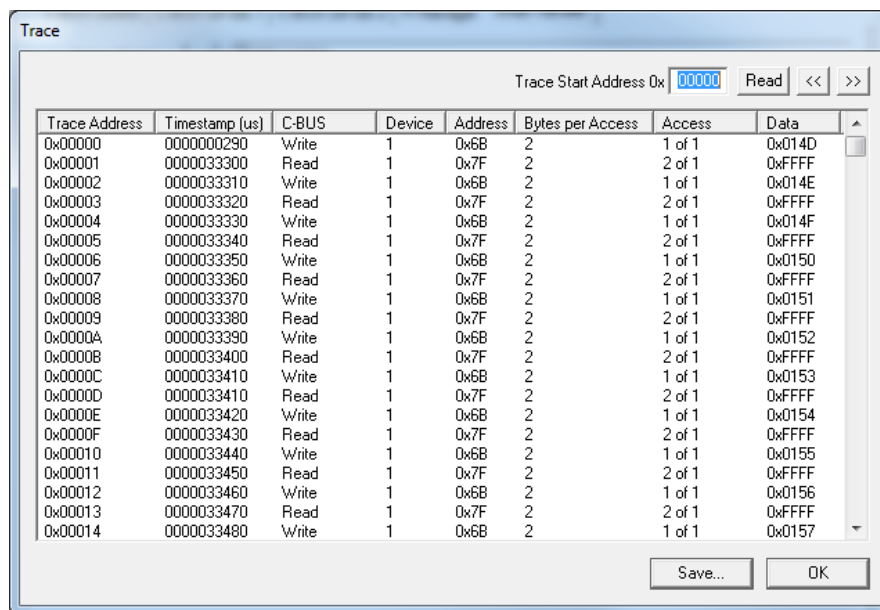 Trace
Trace Start Address 0x 00000 Read << >>
Trace Address Timestamp (us) C-BUS Device Address Bytes per Access Access Data
0x00000 0000000290 Write 1 0x6B 2 1 of 1 0x014D
0x00001 0000033300 Read 1 0x7F 2 2 of 1 0xFFFF
0x00002 0000033310 Write 1 0x6B 2 1 of 1 0x014E
0x00003 0000033320 Read 1 0x7F 2 2 of 1 0xFFFF
0x00004 0000033330 Write 1 0x6B 2 1 of 1 0x014F
0x00005 0000033340 Read 1 0x7F 2 2 of 1 0xFFFF
0x00006 0000033350 Write 1 0x6B 2 1 of 1 0x0150
0x00007 0000033360 Read 1 0x7F 2 2 of 1 0xFFFF
0x00008 0000033370 Write 1 0x6B 2 1 of 1 0x0151
0x00009 0000033380 Read 1 0x7F 2 2 of 1 0xFFFF
0x0000A 0000033390 Write 1 0x6B 2 1 of 1 0x0152
0x0000B 0000033400 Read 1 0x7F 2 2 of 1 0xFFFF
0x0000C 0000033410 Write 1 0x6B 2 1 of 1 0x0153
0x0000D 0000033410 Read 1 0x7F 2 2 of 1 0xFFFF
0x0000E 0000033420 Write 1 0x6B 2 1 of 1 0x0154
0x0000F 0000033430 Read 1 0x7F 2 2 of 1 0xFFFF
0x00010 0000033440 Write 1 0x6B 2 1 of 1 0x0155
0x00011 0000033450 Read 1 0x7F 2 2 of 1 0xFFFF
0x00012 0000033460 Write 1 0x6B 2 1 of 1 0x0156
0x00013 0000033470 Read 1 0x7F 2 2 of 1 0xFFFF
0x00014 0000033480 Write 1 0x6B 2 1 of 1 0x0157
Save... OK